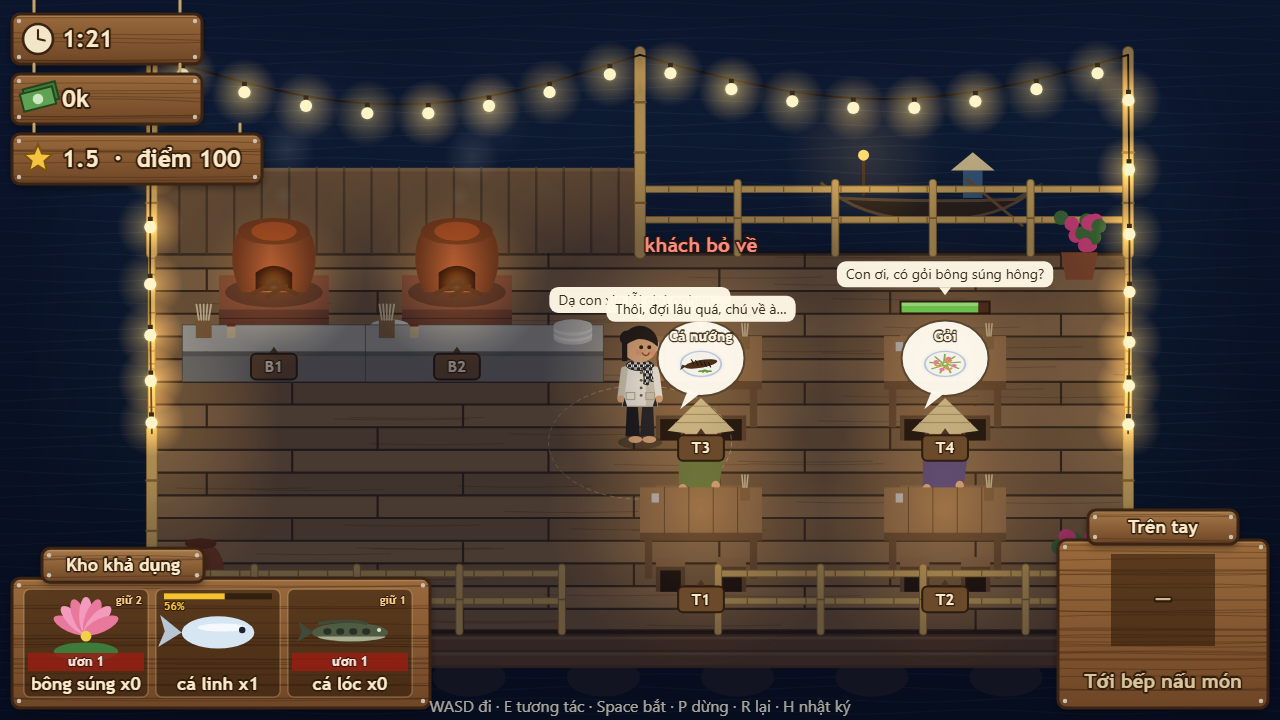 1:21
0k
1.5 · điểm 100
khách bỏ về
Con ơi, có gỏi bông súng hông?
Dạ con
Thôi, đợi lâu quá, chú về à...
Cá nướng
Gỏi
B1
B2
T3
T4
T1
T2
Kho khả dụng
giữ 2
ươn 1
bông súng x0
56%
cá linh x1
giữ 1
ươn 1
cá lóc x0
Trên tay
–
Tới bếp nấu món
WASD đi · E tương tác · Space bắt · P dừng · R lại · H nhật ký